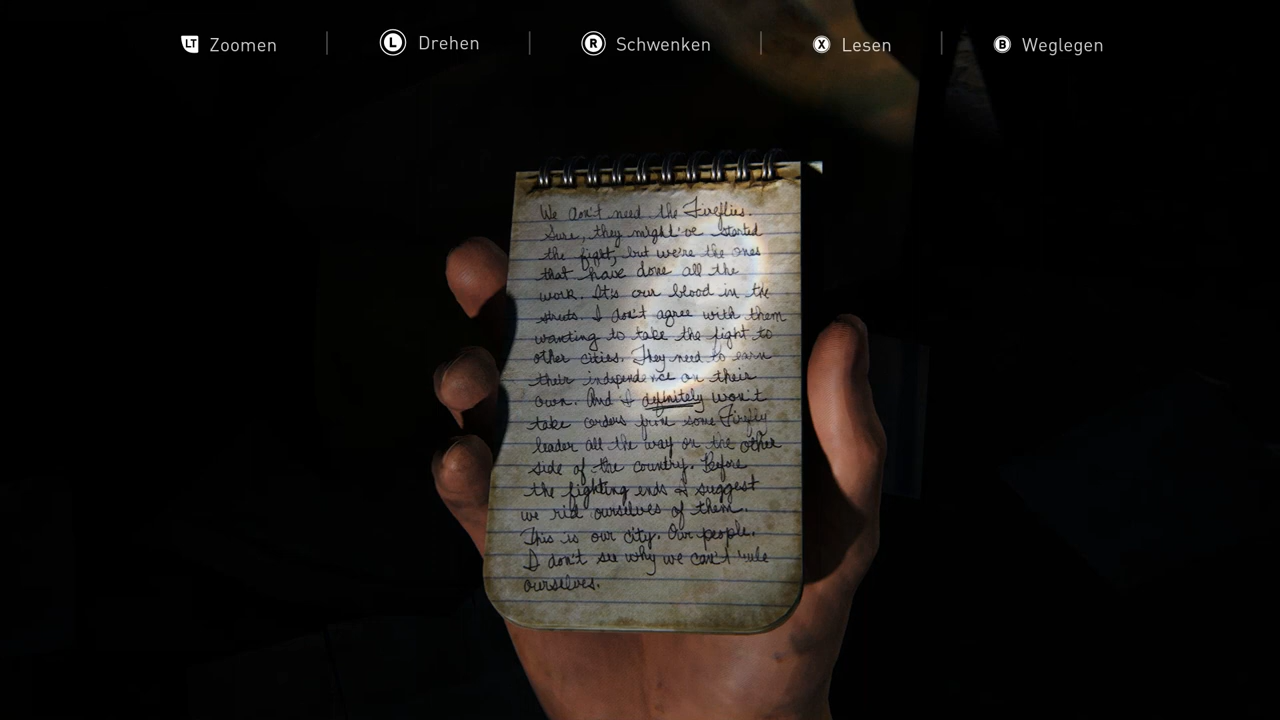 LT Zoomen L Drehen R Schwenken X Lesen B Weglegen
We don't need the Fireflies.
Sure, they might've started
the fight, but we're the ones
that have done all the
work. It's our blood in the
streets. I don't agree with them
wanting to take the fight to
other cities. They need to earn
their independence on their
own. And I definitely won't
take orders from some Firefly
leader all the way on the other
side of the country. Before
the fighting ends I suggest
we rid ourselves of them.
This is our city. Our people.
I don't see why we can't rule
ourselves.